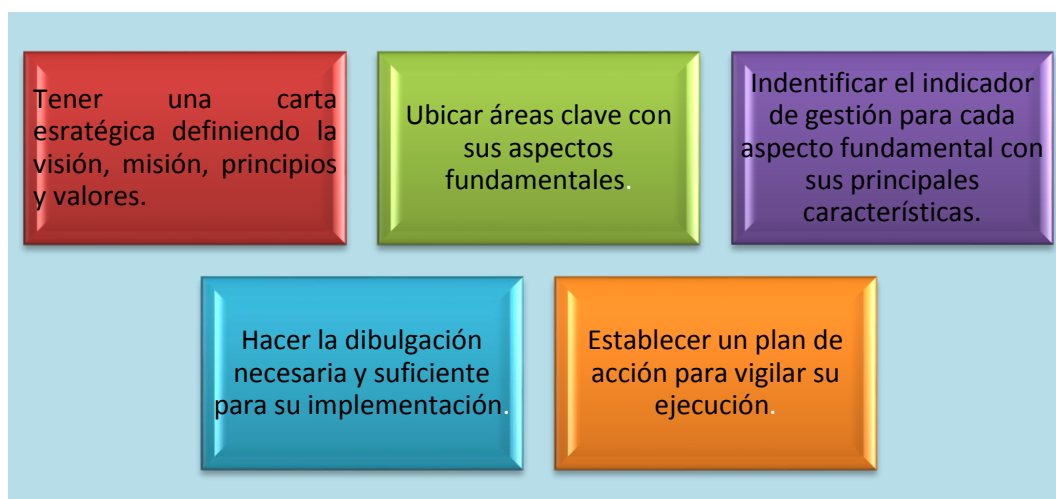 Tener una carta
esratégica definiendo la
visión, misión, principios
y valores.
Ubicar áreas clave con
sus aspectos
fundamentales.
Indentificar el indicador
de gestión para cada
aspecto fundamental con
sus principales
característícas.
Hacer la dibulgación
necesaria y suficiente
para su implementación.
Establecer un plan de
acción para vigilar su
ejecución.